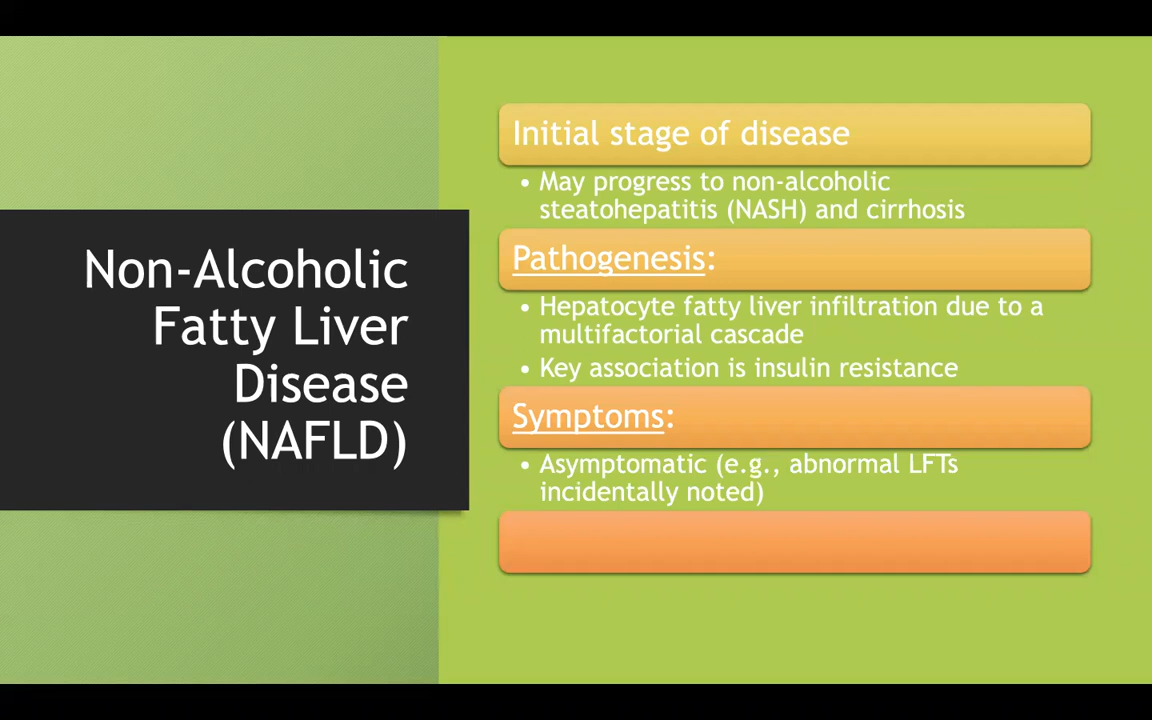 Non-Alcoholic
Fatty Liver
Disease
(NAFLD)
Initial stage of disease
• May progress to non-alcoholic
steatohepatitis (NASH) and cirrhosis
Pathogenesis:
• Hepatocyte fatty liver infiltration due to a
multifactorial cascade
• Key association is insulin resistance
Symptoms:
• Asymptomatic (e.g., abnormal LFTs
incidentally noted)